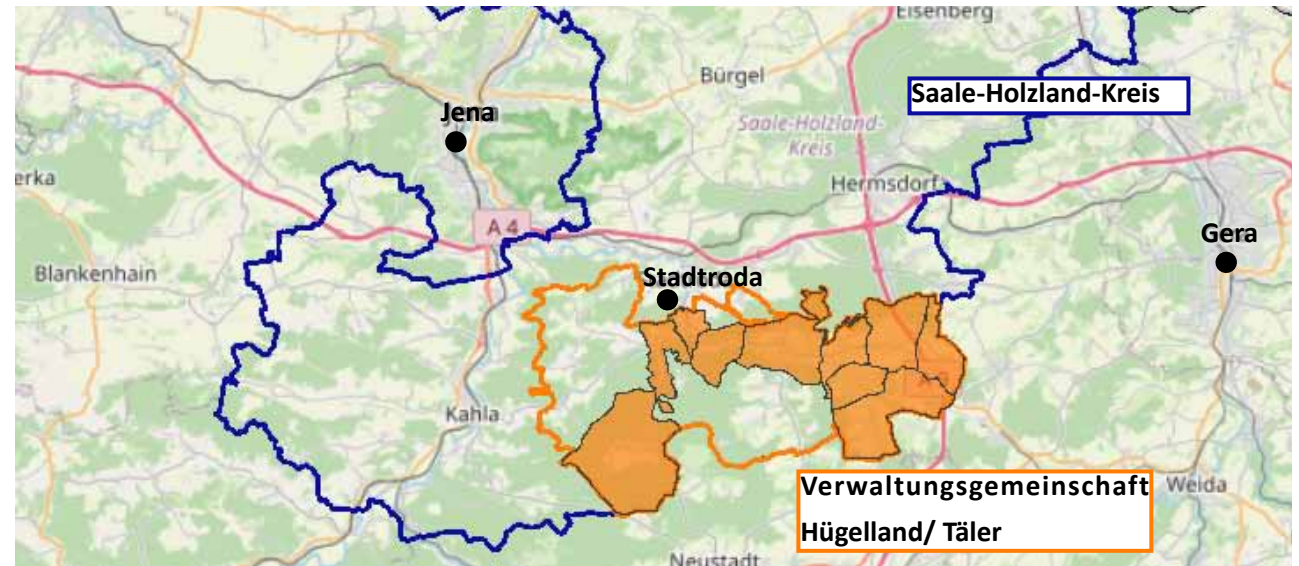 Eisenberg
Bürgel
Saale-Holzland-Kreis
Jena
Saale-Holzland-
Kreis
erka
Hermsdorf
A 4
Gera
Blankenhain
Stadtroda
A 9
Kahla
Verwaltungsgemeinschaft
Hügelland/ Täler
Weida
Neustadt